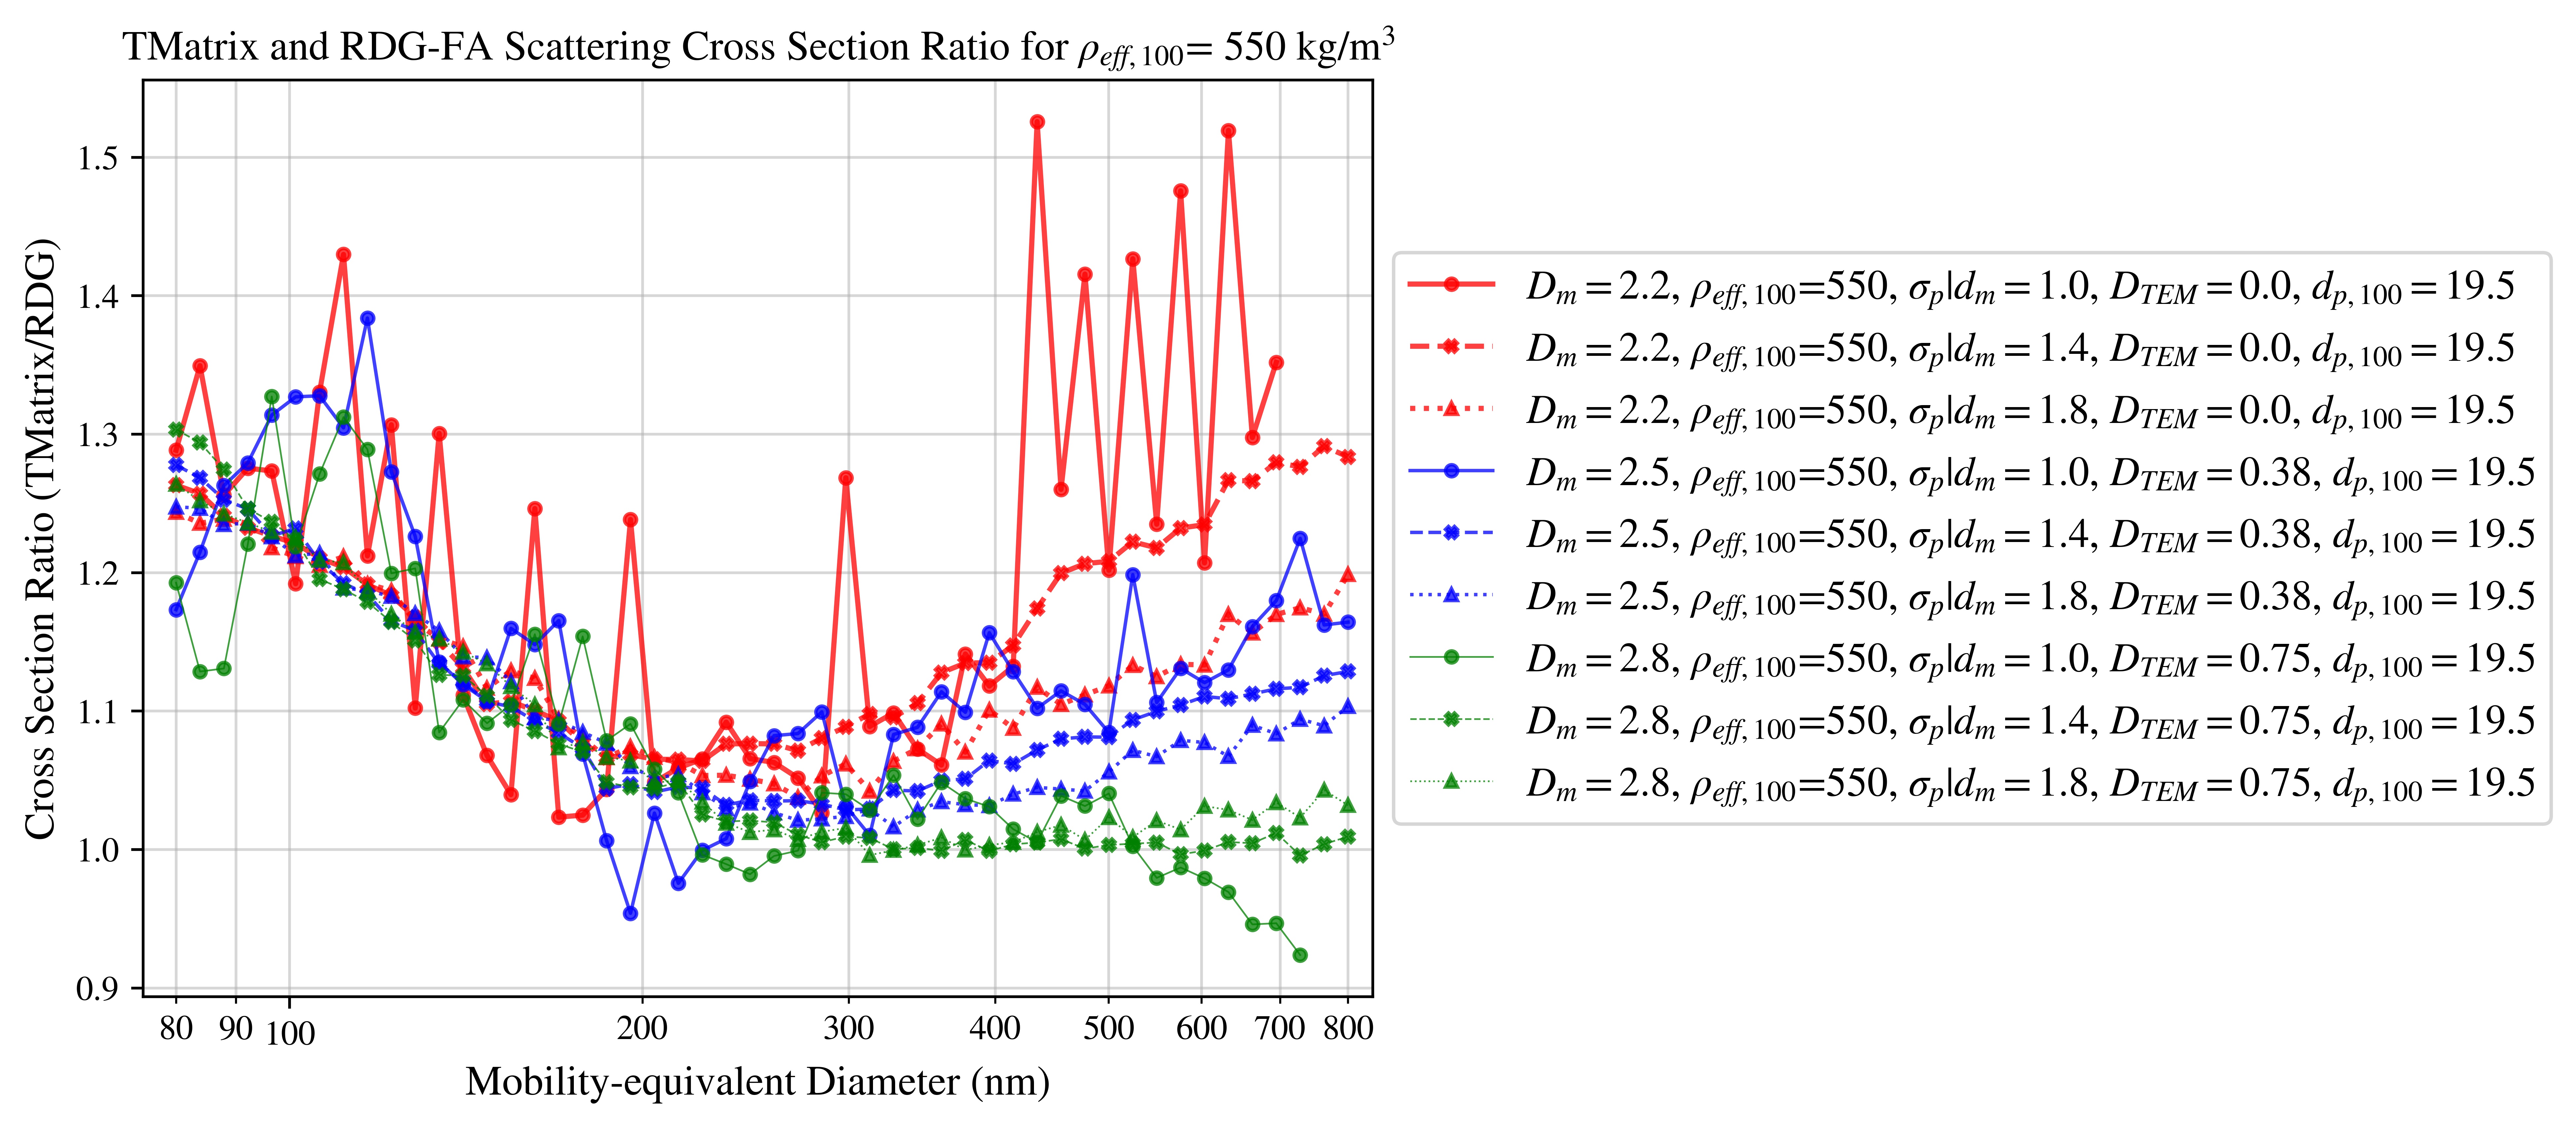 TMatrix and RDG-FA Scattering Cross Section Ratio for ρeff,100= 550 kg/m³
Cross Section Ratio (TMatrix/RDG)
1.5
1.4
1.3
1.2
1.1
1.0
0.9
80 90 100 200 300 400 500 600 700 800
Mobility-equivalent Diameter (nm)
Dm = 2.2, ρeff,100=550, σp|dm = 1.0, DTEM = 0.0, dp,100 = 19.5
Dm = 2.2, ρeff,100=550, σp|dm = 1.4, DTEM = 0.0, dp,100 = 19.5
Dm = 2.2, ρeff,100=550, σp|dm = 1.8, DTEM = 0.0, dp,100 = 19.5
Dm = 2.5, ρeff,100=550, σp|dm = 1.0, DTEM = 0.38, dp,100 = 19.5
Dm = 2.5, ρeff,100=550, σp|dm = 1.4, DTEM = 0.38, dp,100 = 19.5
Dm = 2.5, ρeff,100=550, σp|dm = 1.8, DTEM = 0.38, dp,100 = 19.5
Dm = 2.8, ρeff,100=550, σp|dm = 1.0, DTEM = 0.75, dp,100 = 19.5
Dm = 2.8, ρeff,100=550, σp|dm = 1.4, DTEM = 0.75, dp,100 = 19.5
Dm = 2.8, ρeff,100=550, σp|dm = 1.8, DTEM = 0.75, dp,100 = 19.5